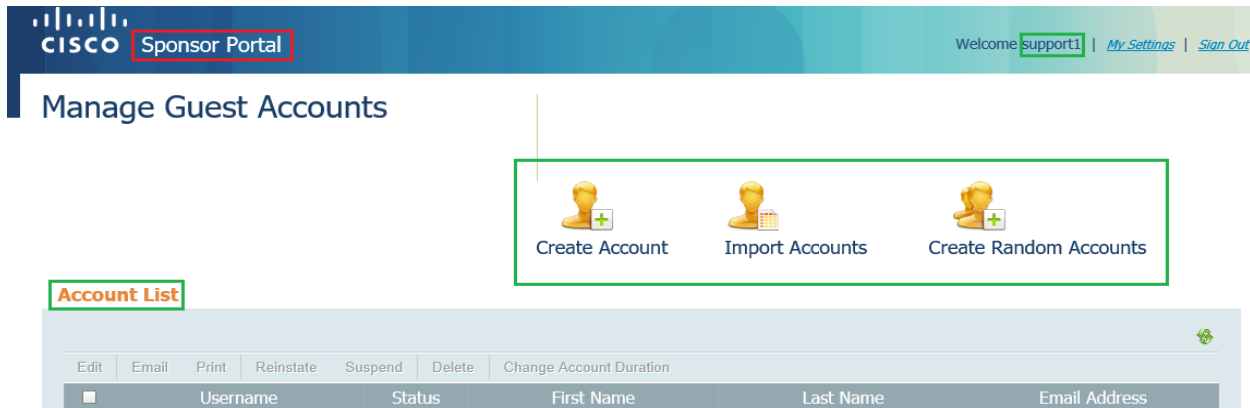 CISCO Sponsor Portal Welcome support1 | My Settings | Sign Out
Manage Guest Accounts
Create Account Import Accounts Create Random Accounts
Account List
Edit Email Print Reinstate Suspend Delete Change Account Duration
Username Status First Name Last Name Email Address